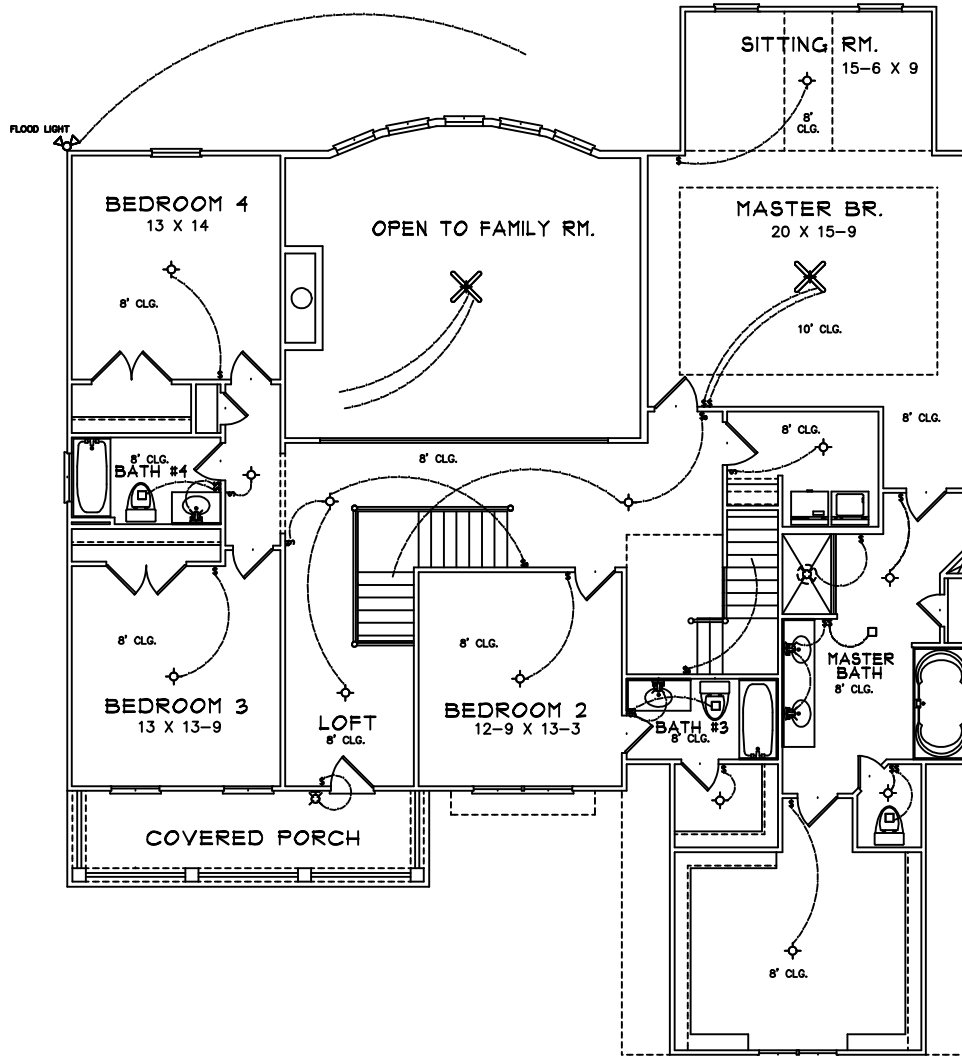 SITTING RM.
15-6 X 9
8'
CLG.
FLOOD LIGHT
BEDROOM 4
13 X 14
8' CLG.
OPEN TO FAMILY RM.
MASTER BR.
20 X 15-9
10' CLG.
8' CLG.
8' CLG.
8' CLG.
8' CLG.
BATH #4
8' CLG.
BEDROOM 3
13 X 13-9
LOFT
8' CLG.
8' CLG.
BEDROOM 2
12-9 X 13-3
BATH #3
8' CLG.
MASTER
BATH
8' CLG.
COVERED PORCH
8' CLG.